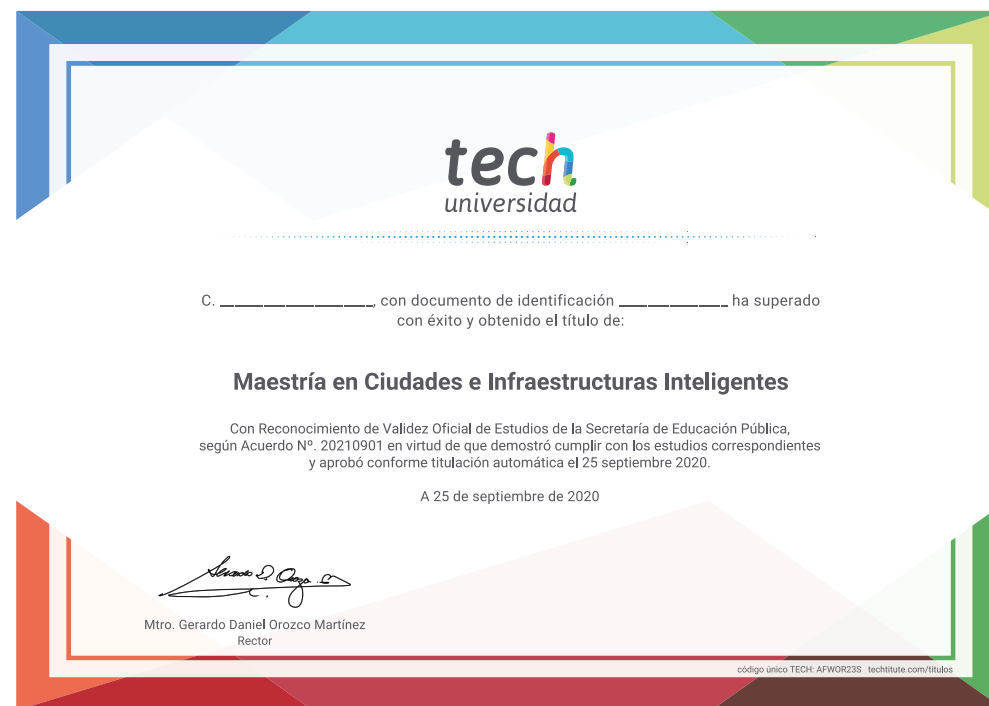 tech
universidad
C. ____________________, con documento de identificación ______________ ha superado
con éxito y obtenido el título de:
Maestría en Ciudades e Infraestructuras Inteligentes
Con Reconocimiento de Validez Oficial de Estudios de la Secretaría de Educación Pública,
según Acuerdo Nº. 20210901 en virtud de que demostró cumplir con los estudios correspondientes
y aprobó conforme titulación automática el 25 septiembre 2020.
A 25 de septiembre de 2020
Mtro. Gerardo Daniel Orozco Martínez
Rector
código único TECH: AFWOR23S techtitute.com/titulos